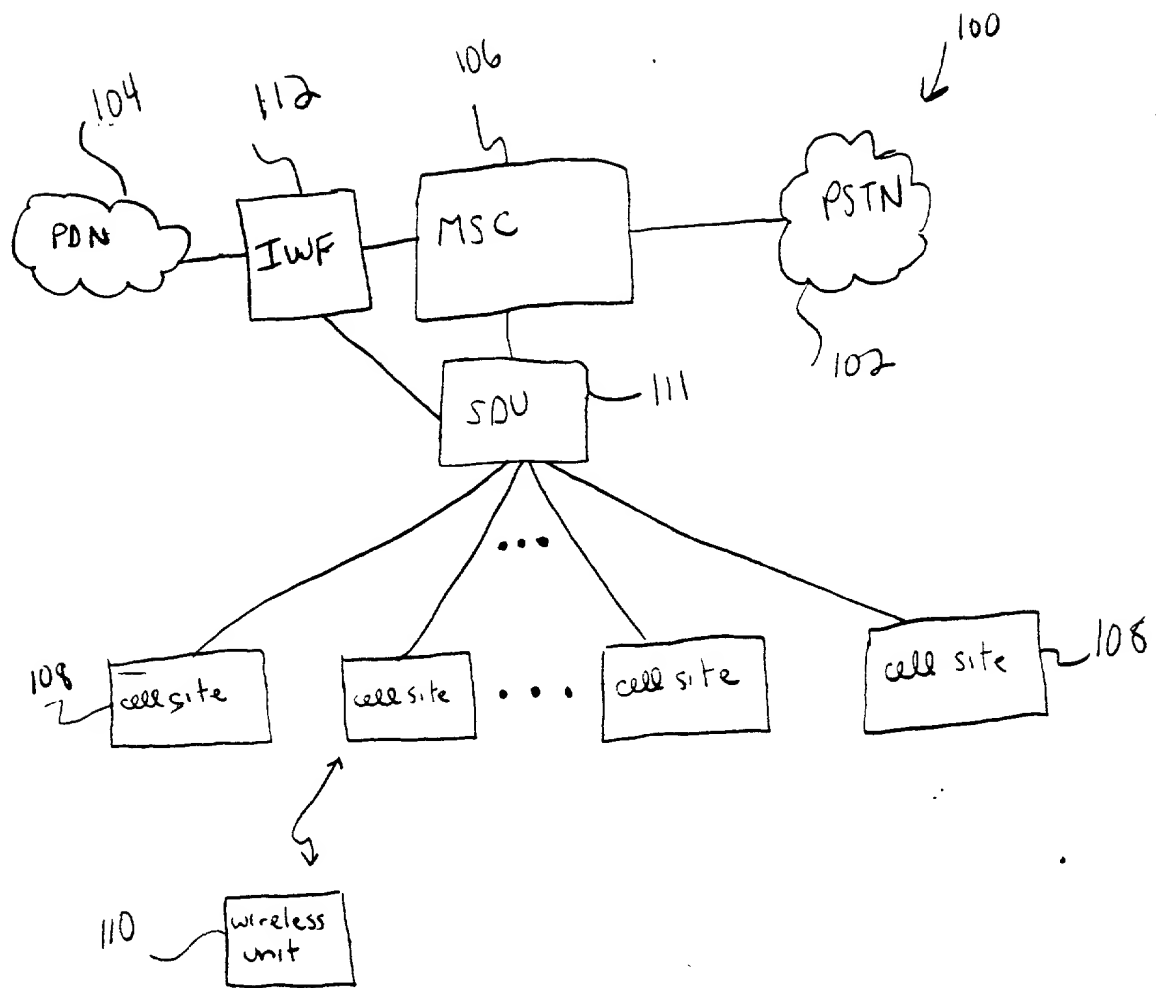 100
106
104
112
PDN
IWF
MSC
PSTN
102
SDU
111
108
cell site
cell site
cell site
cell site
108
110
wireless
unit